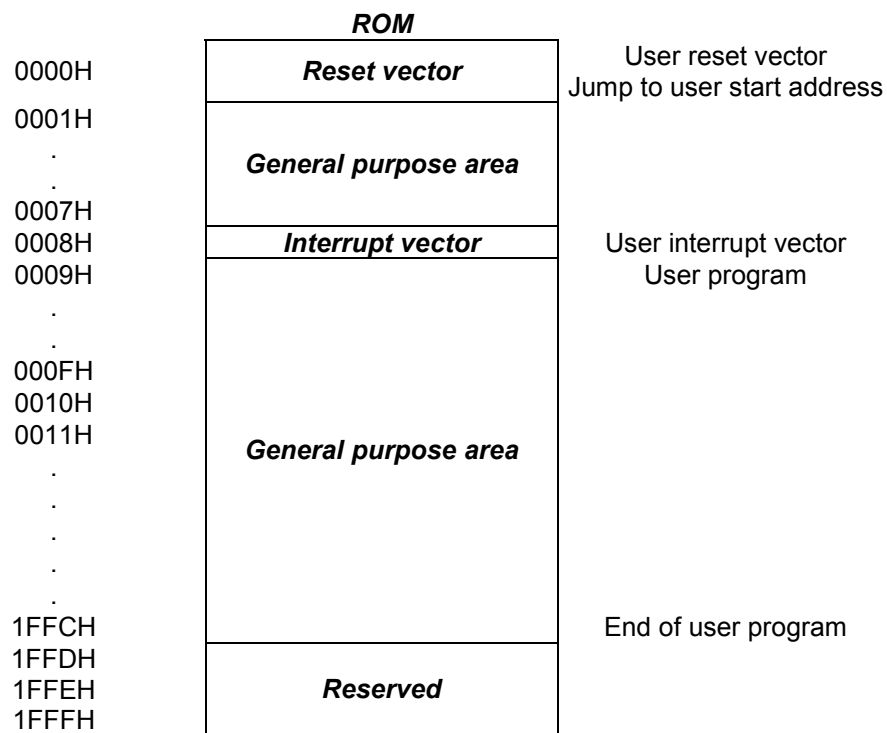 ROM
0000H Reset vector User reset vector
Jump to user start address
0001H
.
General purpose area
.
0007H
0008H Interrupt vector User interrupt vector
0009H User program
.
.
000FH
0010H
0011H
General purpose area
.
.
.
.
.
1FFCH End of user program
1FFDH
1FFEH Reserved
1FFFH